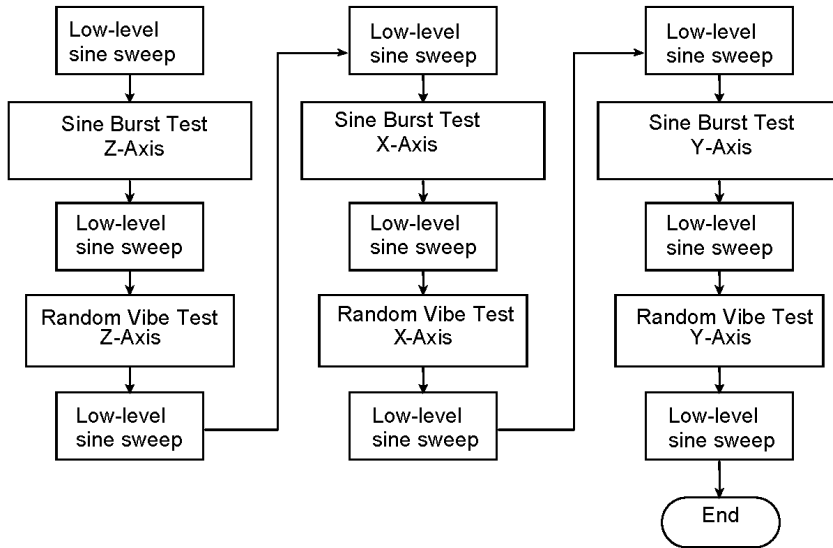 Low-level
sine sweep
Sine Burst Test
Z-Axis
Low-level
sine sweep
Random Vibe Test
Z-Axis
Low-level
sine sweep
Low-level
sine sweep
Sine Burst Test
X-Axis
Low-level
sine sweep
Random Vibe Test
X-Axis
Low-level
sine sweep
Low-level
sine sweep
Sine Burst Test
Y-Axis
Low-level
sine sweep
Random Vibe Test
Y-Axis
Low-level
sine sweep
End